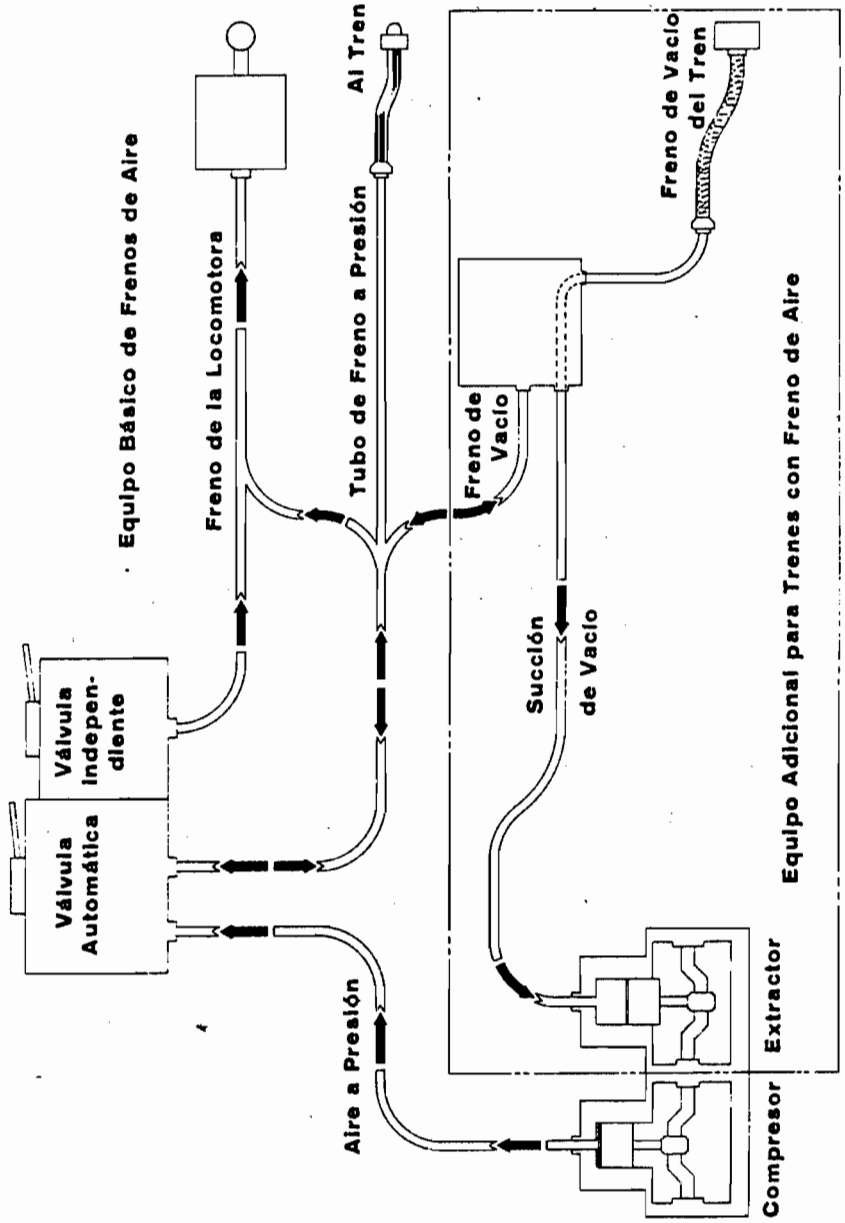 Equipo Básico de Frenos de Aire
Válvula
Automática
Válvula
Indepen-
diente
Freno de la Locomotora
Aire a Presión
Tubo de Freno a Presión
Al Tren
Freno de
Vacío
Succión
de Vacío
Freno de Vacío
del Tren
Compresor
Extractor
Equipo Adicional para Trenes con Freno de Aire